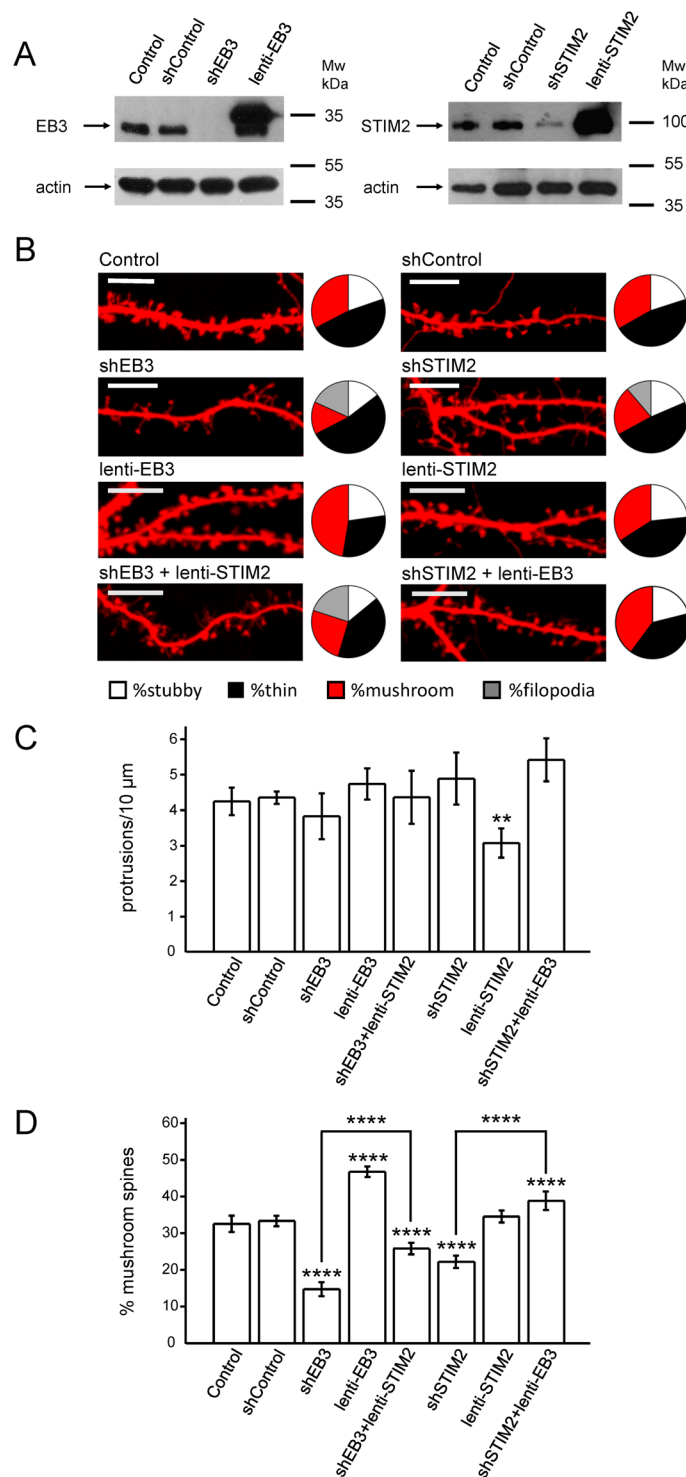 A
Control
shControl
shEB3
lenti-EB3
Mw
kDa
EB3
35
55
actin
35
Control
shControl
shSTIM2
lenti-STIM2
Mw
kDa
STIM2
100
55
actin
35
B
Control
shControl
shEB3
shSTIM2
lenti-EB3
lenti-STIM2
shEB3 + lenti-STIM2
shSTIM2 + lenti-EB3
%stubby %thin %mushroom %filopodia
C
protrusions/10 µm
6
5
4
3
2
1
0
**
Control
shControl
shEB3
lenti-EB3
shEB3+lenti-STIM2
shSTIM2
lenti-STIM2
shSTIM2+lenti-EB3
D
% mushroom spines
60
50
40
30
20
10
0
**** ****
****
****
****
****
****
Control
shControl
shEB3
lenti-EB3
shEB3+lenti-STIM2
shSTIM2
lenti-STIM2
shSTIM2+lenti-EB3